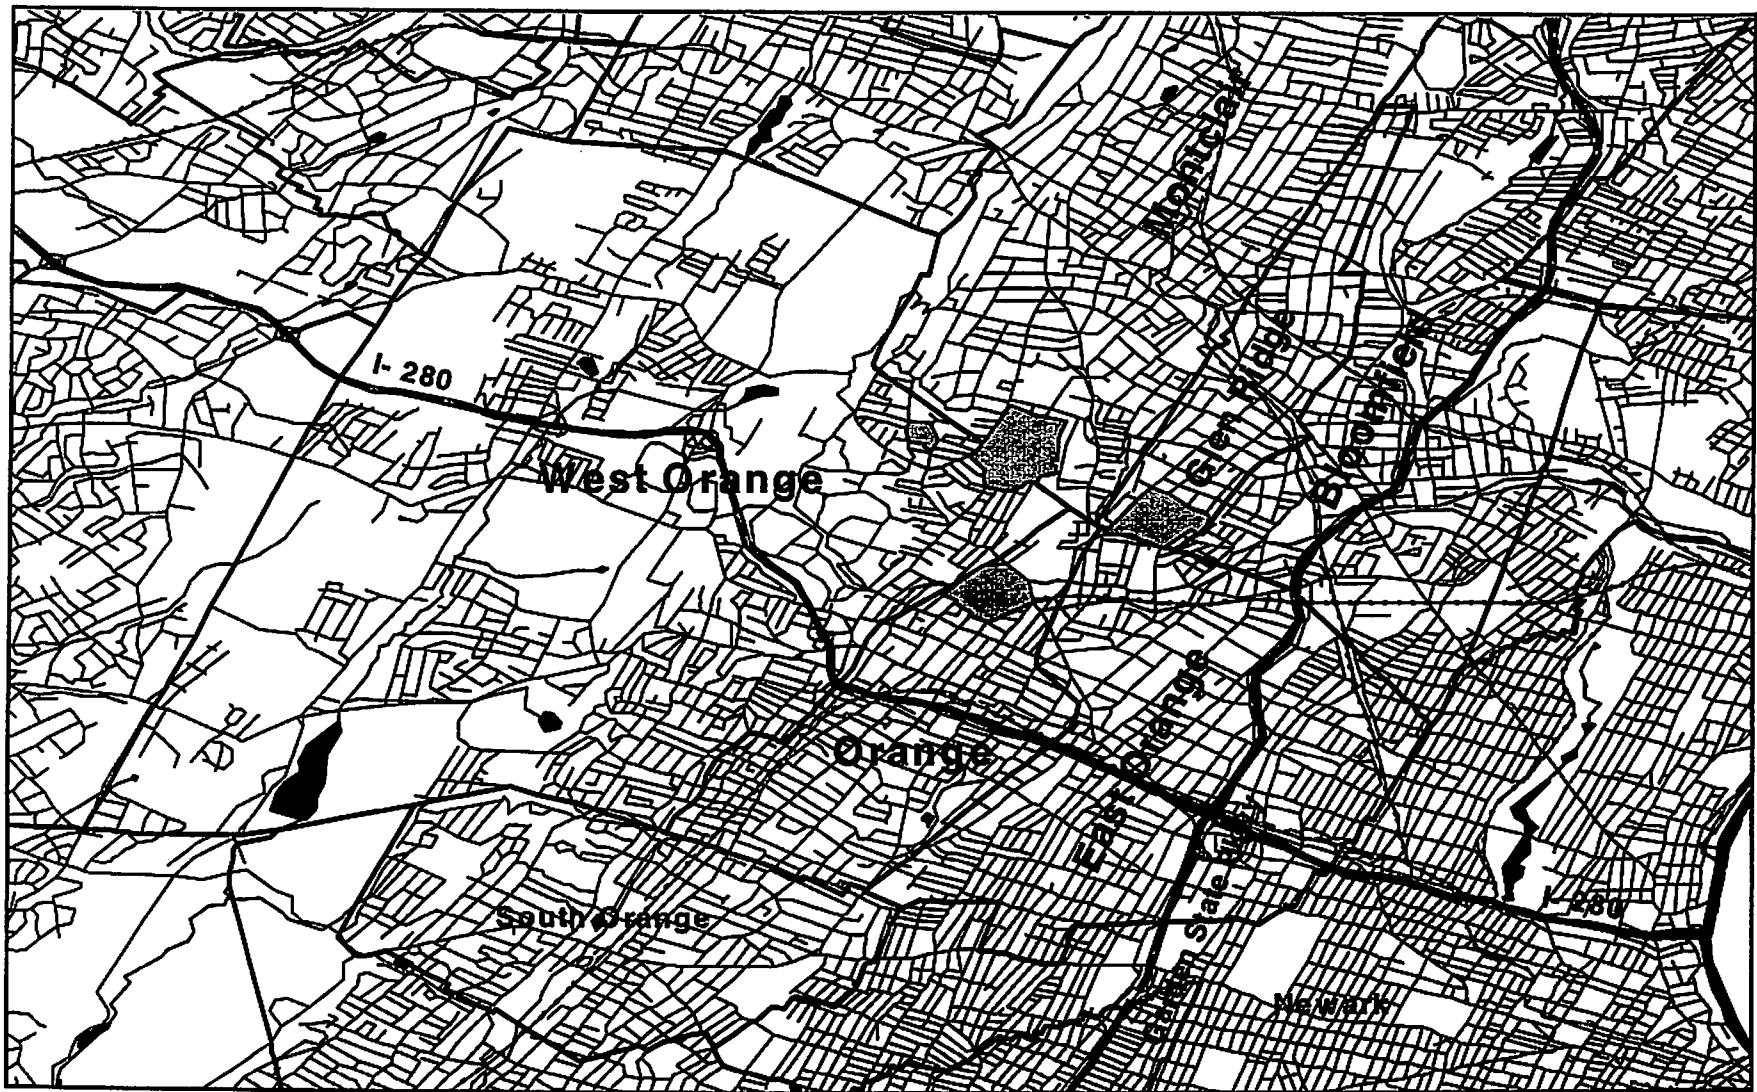 Montclair
Glen Ridge
Bloomfield
I- 280
West Orange
Orange
East Orange
Garden State Pkwy
I- 280
South Orange
Newark